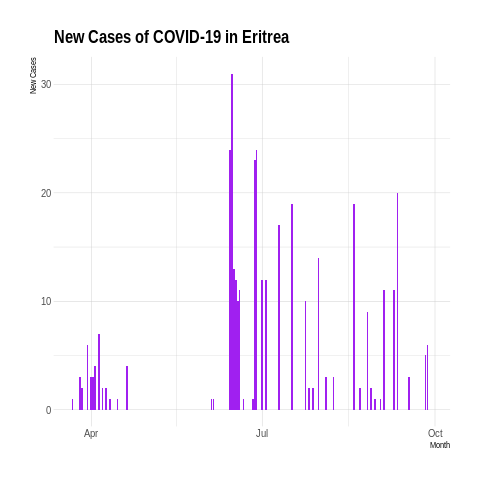 New Cases of COVID-19 in Eritrea
New Cases
30
20
10
0
Apr
Jul
Oct
Month